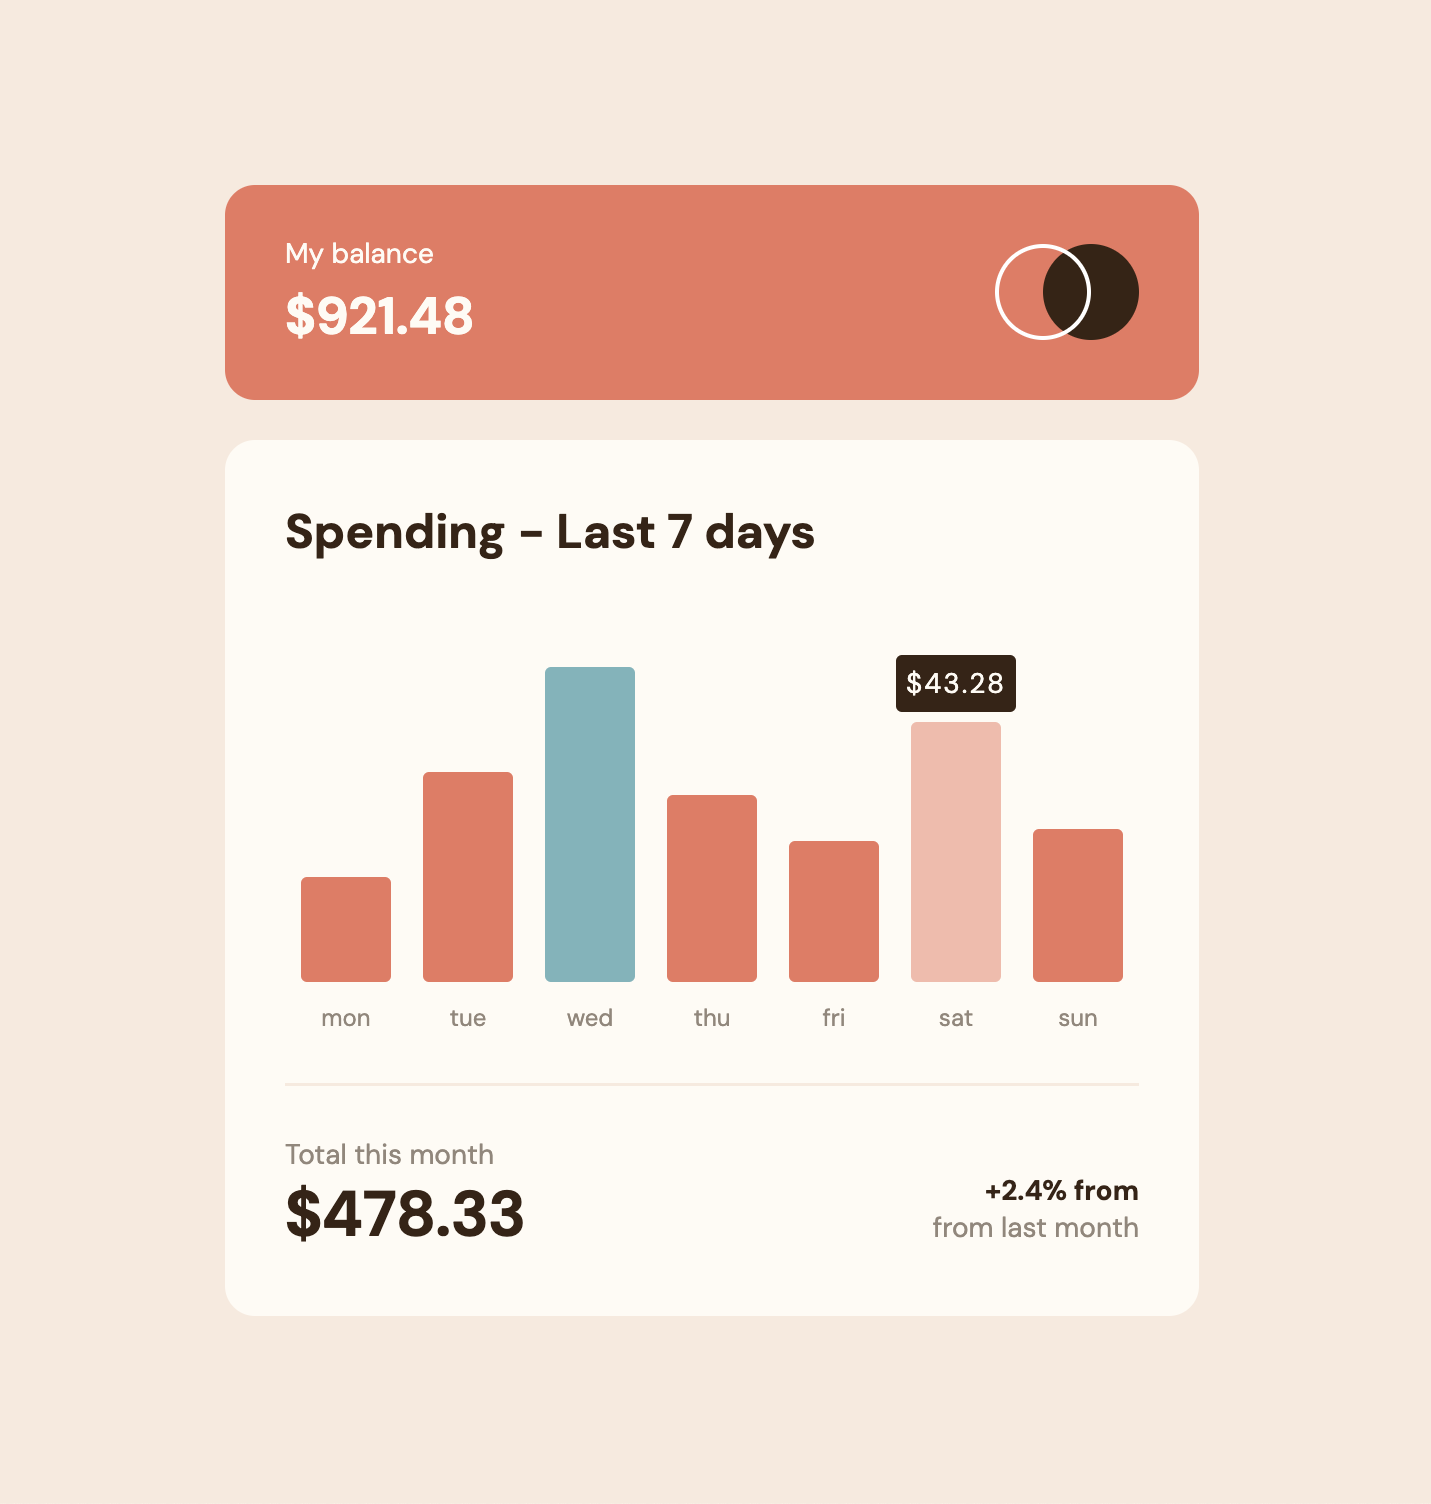 My balance
$921.48
Spending - Last 7 days
$43.28
mon tue wed thu fri sat sun
Total this month
$478.33
+2.4% from
from last month